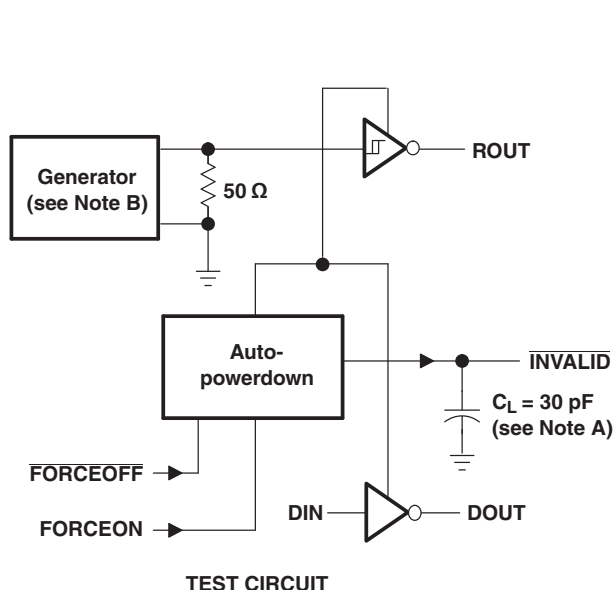 ROUT
Generator
(see Note B)
50 Ω
Auto-
powerdown
INVALID
C_L = 30 pF
(see Note A)
FORCEOFF
FORCEON
DIN
DOUT
TEST CIRCUIT